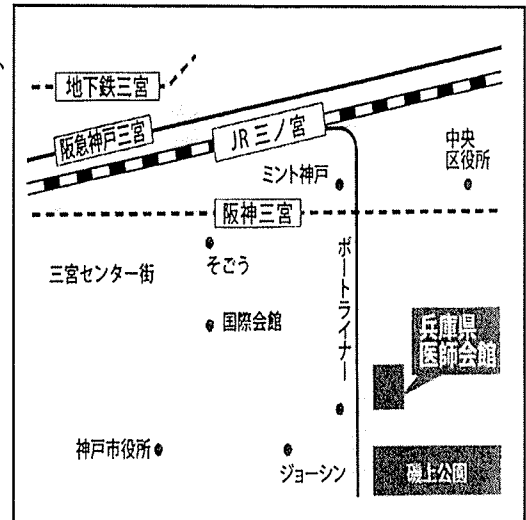 地下鉄三宮
阪急神戸三宮
JR三ノ宮
中央
区役所
ミント神戸
阪神三宮
そごう
三宮センター街
ポートライナー
国際会館
兵庫県
医師会館
神戸市役所
ジョーシン
磯上公園